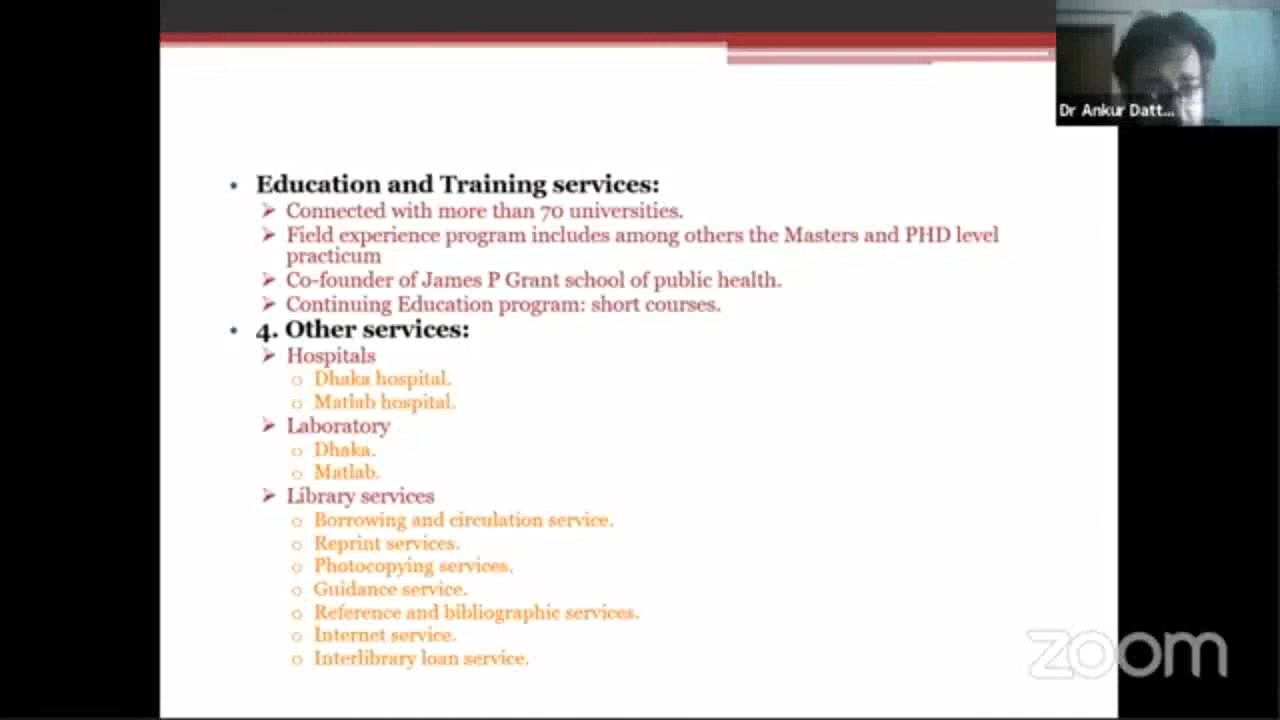 Dr Ankur Datt...
• Education and Training services:
➢ Connected with more than 70 universities.
➢ Field experience program includes among others the Masters and PHD level
practicum
➢ Co-founder of James P Grant school of public health.
➢ Continuing Education program: short courses.
• 4. Other services:
➢ Hospitals
o Dhaka hospital.
o Matlab hospital.
➢ Laboratory
o Dhaka.
o Matlab.
➢ Library services
o Borrowing and circulation service.
o Reprint services.
o Photocopying services.
o Guidance service.
o Reference and bibliographic services.
o Internet service.
o Interlibrary loan service.
zoom